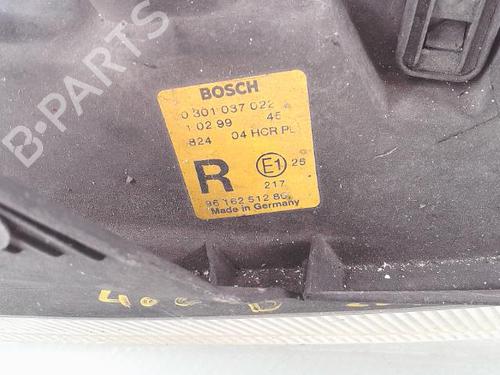 B-PARTS
BOSCH
0 301 037 022
1 02 99 45
824 04 HCR PL
R E1 26
217
96 162 512 80
Made in Germany